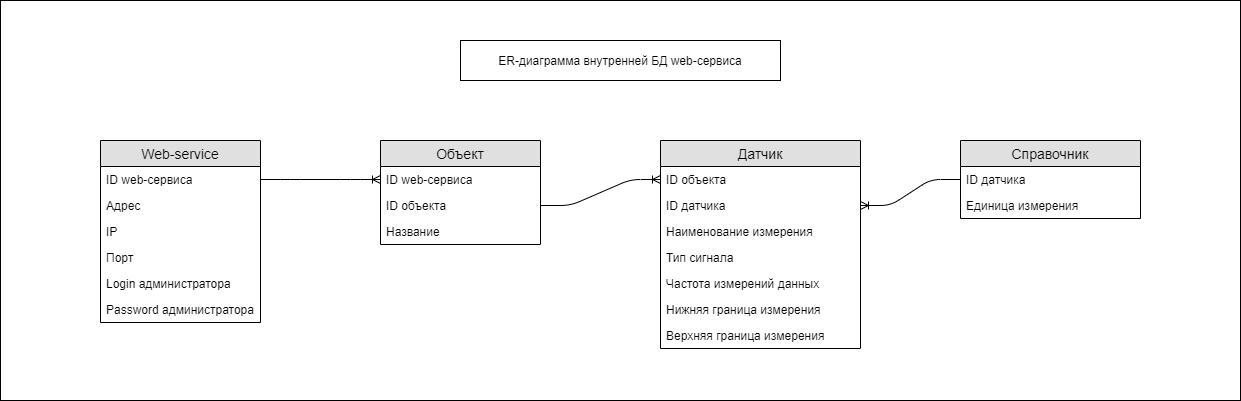 ER-диаграмма внутренней БД web-сервиса
Web-service
ID web-сервиса
Адрес
IP
Порт
Login администратора
Password администратора
Объект
ID web-сервиса
ID объекта
Название
Датчик
ID объекта
ID датчика
Наименование измерения
Тип сигнала
Частота измерений данных
Нижняя граница измерения
Верхняя граница измерения
Справочник
ID датчика
Единица измерения